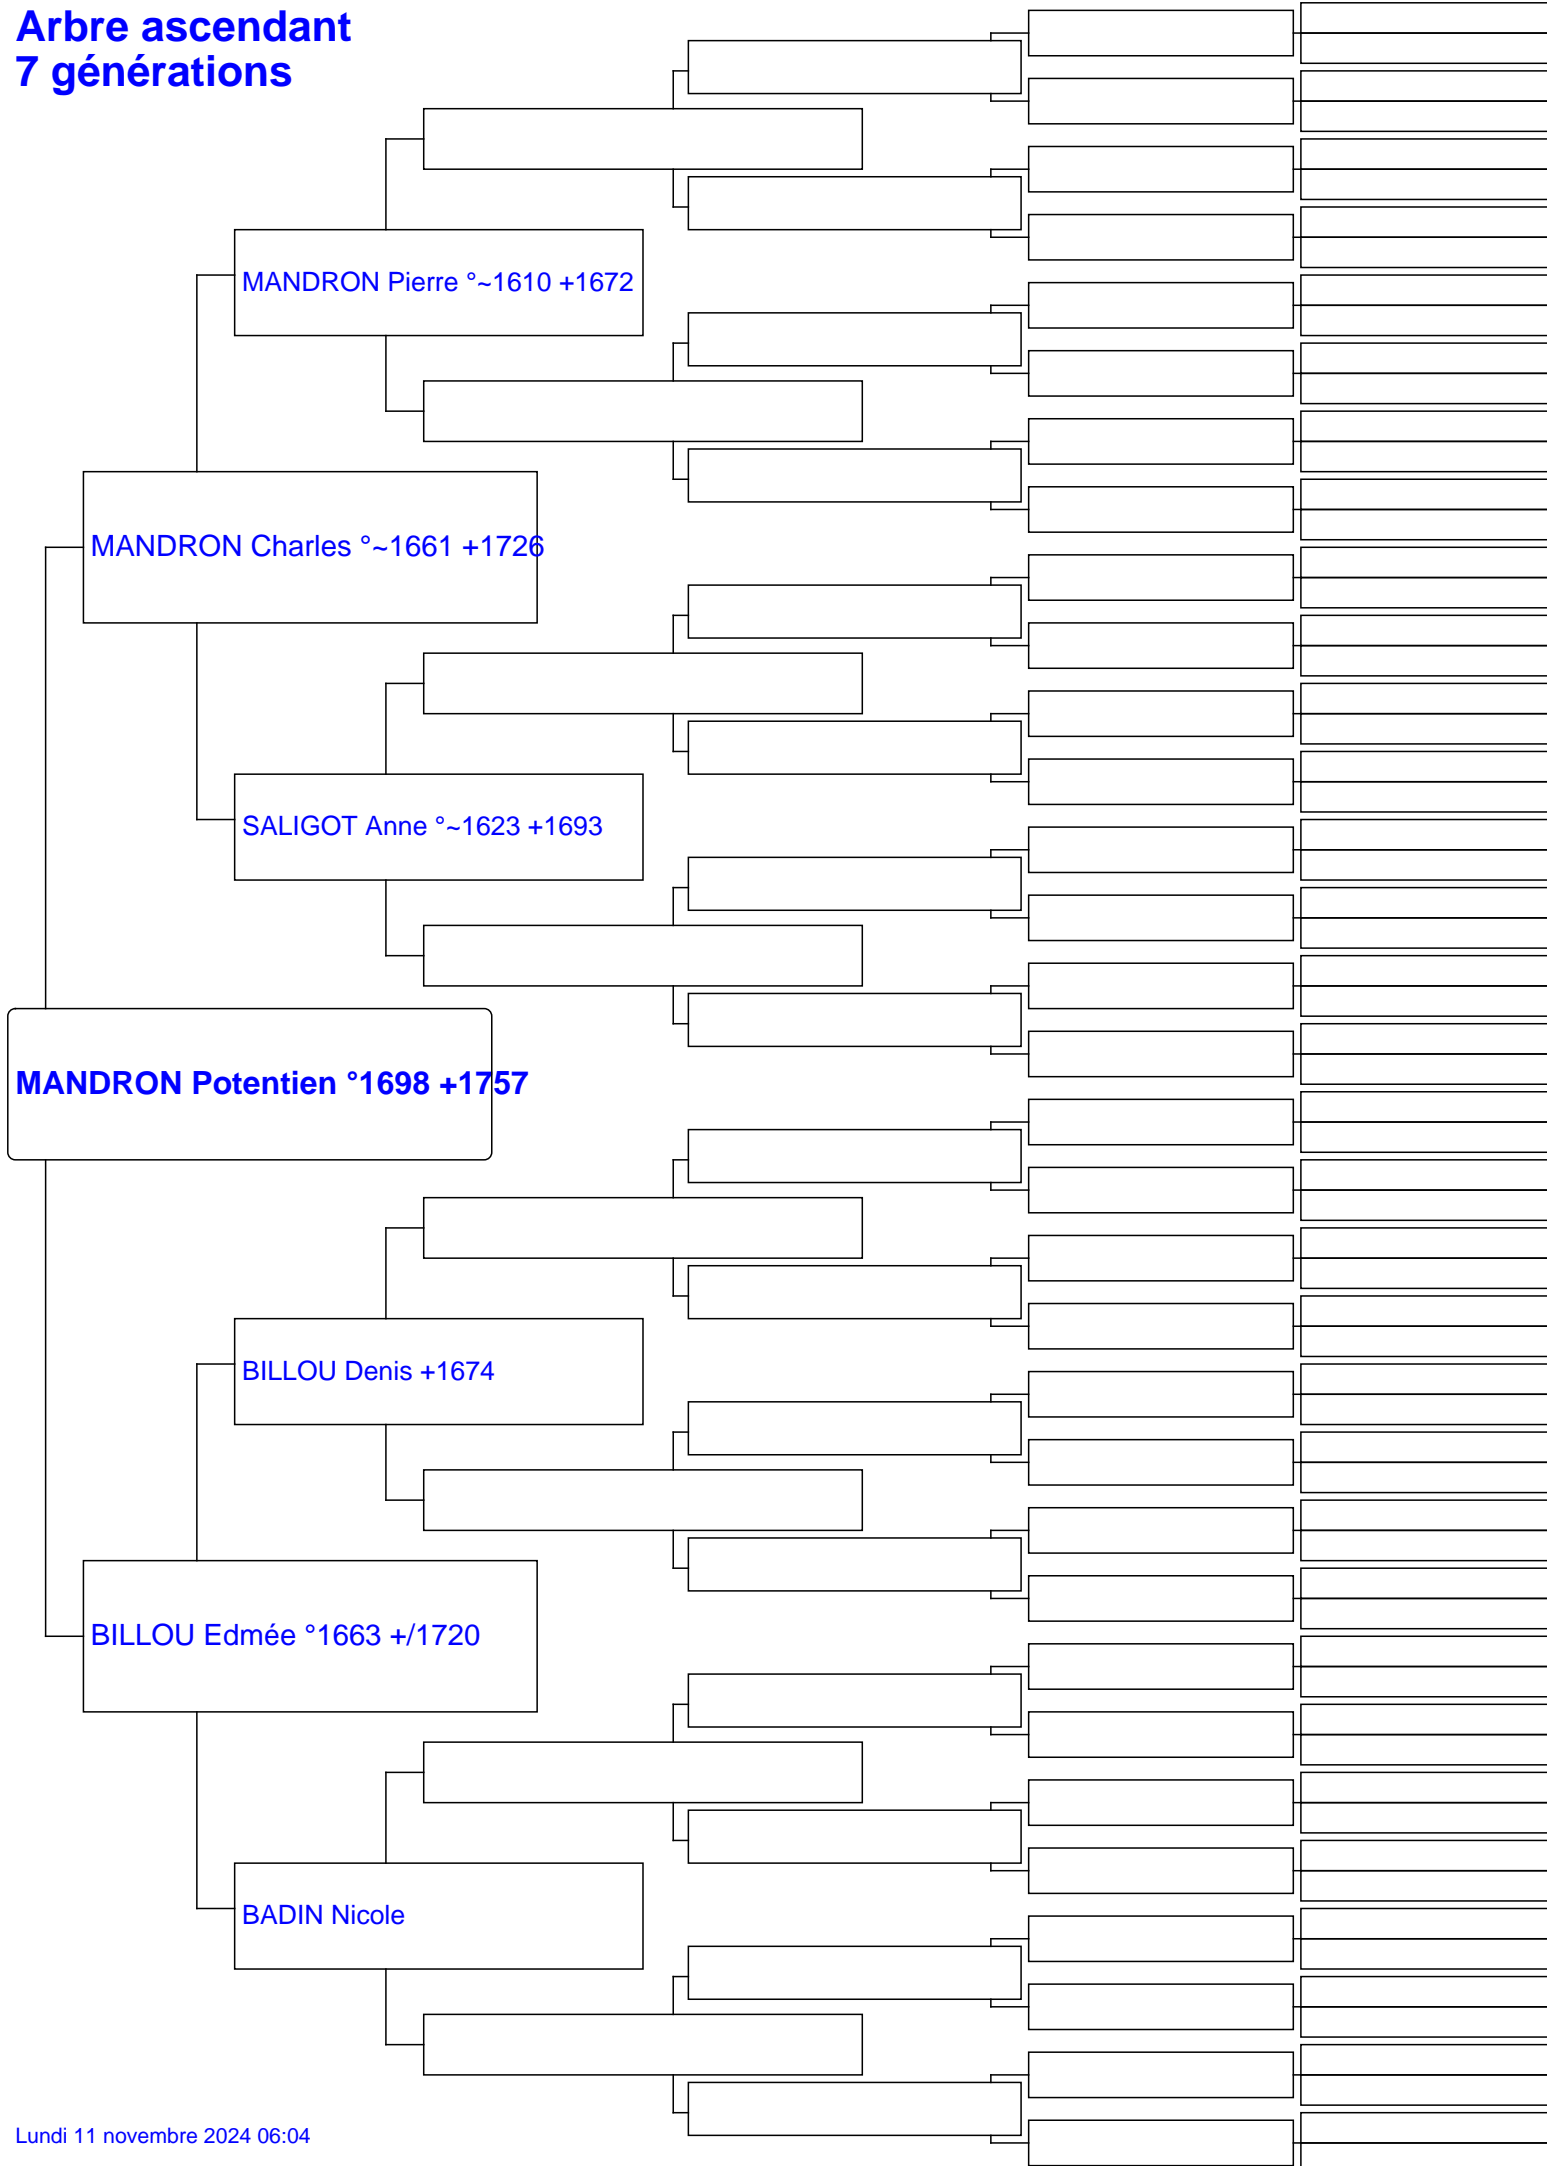 Arbre ascendant
7 générations
MANDRON Pierre °~1610 +1672
MANDRON Charles °~1661 +1726
SALIGOT Anne °~1623 +1693
MANDRON Potentien °1698 +1757
BILLOU Denis +1674
BILLOU Edmée °1663 +/1720
BADIN Nicole
Lundi 11 novembre 2024 06:04